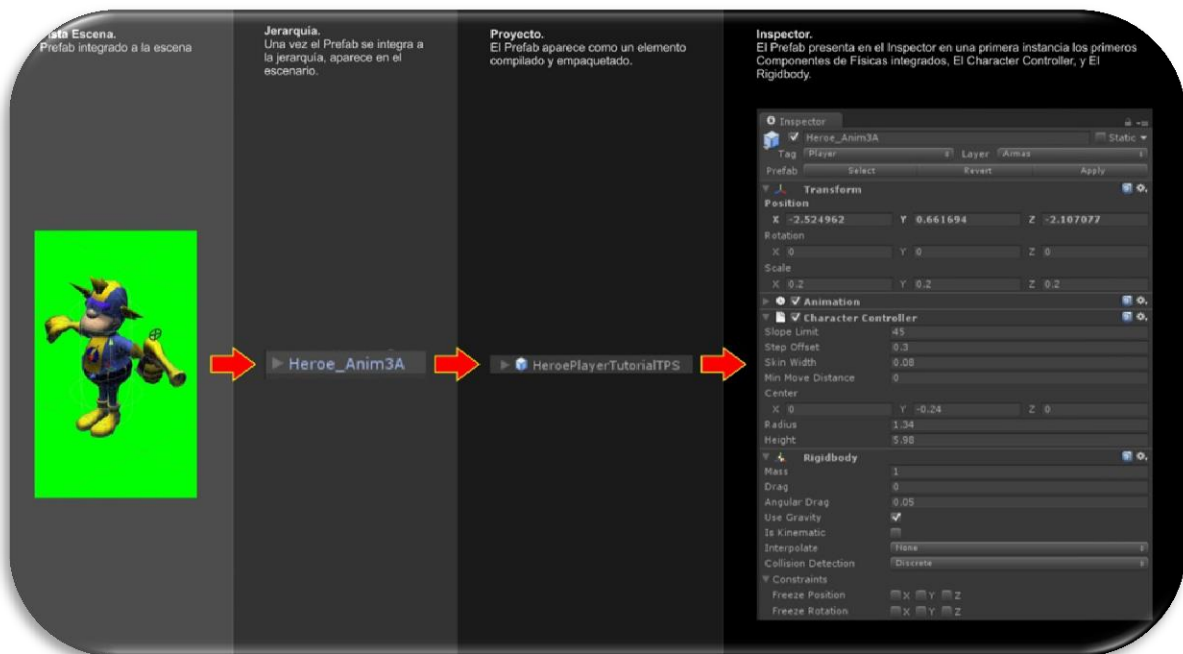 Vista Escena.
Prefab integrado a la escena
Jerarquía.
Una vez el Prefab se integra a
la jerarquía, aparece en el
escenario.
Proyecto.
El Prefab aparece como un elemento
compilado y empaquetado.
Inspector.
El Prefab presenta en el Inspector en una primera instancia los primeros
Componentes de Físicas integrados, El Character Controller, y El
Rigidbody.
Heroe_Anim3A
HeroePlayerTutorialTPS
Inspector
Heroe_Anim3A Static
Tag Player Layer Armas
Prefab Select Revert Apply
Transform
Position
X -2.524962 Y 0.661694 Z -2.107077
Rotation
X 0 Y 0 Z 0
Scale
X 0.2 Y 0.2 Z 0.2
Animation
Character Controller
Slope Limit 45
Step Offset 0.3
Skin Width 0.08
Min Move Distance 0
Center
X 0 Y -0.24 Z 0
Radius 1.34
Height 5.98
Rigidbody
Mass 1
Drag 0
Angular Drag 0.05
Use Gravity
Is Kinematic
Interpolate None
Collision Detection Discrete
Constraints
Freeze Position X Y Z
Freeze Rotation X Y Z